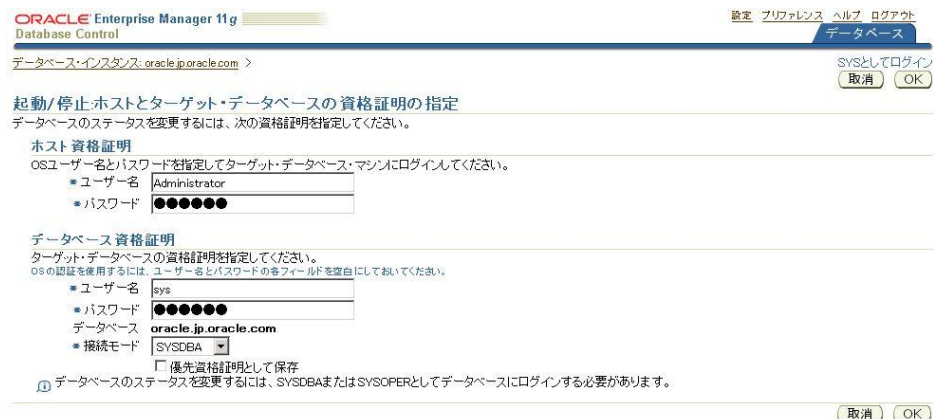 ORACLE Enterprise Manager 11g
Database Control
設定 プリファレンス ヘルプ ログアウト
データベース
データベース・インスタンス: oracle.jp.oracle.com >
SYSとしてログイン
取消 OK
起動/停止:ホストとターゲット・データベースの資格証明の指定
データベースのステータスを変更するには、次の資格証明を指定してください。
ホスト資格証明
OSユーザー名とパスワードを指定してターゲット・データベース・マシンにログインしてください。
* ユーザー名 Administrator
* パスワード ●●●●●●
データベース資格証明
ターゲット・データベースの資格証明を指定してください。
OSの認証を使用するには、ユーザー名とパスワードの各フィールドを空白にしておいてください。
* ユーザー名 sys
* パスワード ●●●●●●
データベース oracle.jp.oracle.com
* 接続モード SYSDBA
優先資格証明として保存
データベースのステータスを変更するには、SYSDBAまたはSYSOPERとしてデータベースにログインする必要があります。
取消 OK